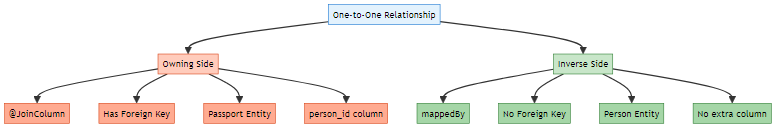 One-to-One Relationship
Owning Side
Inverse Side
@JoinColumn
Has Foreign Key
Passport Entity
person_id column
mappedBy
No Foreign Key
Person Entity
No extra column